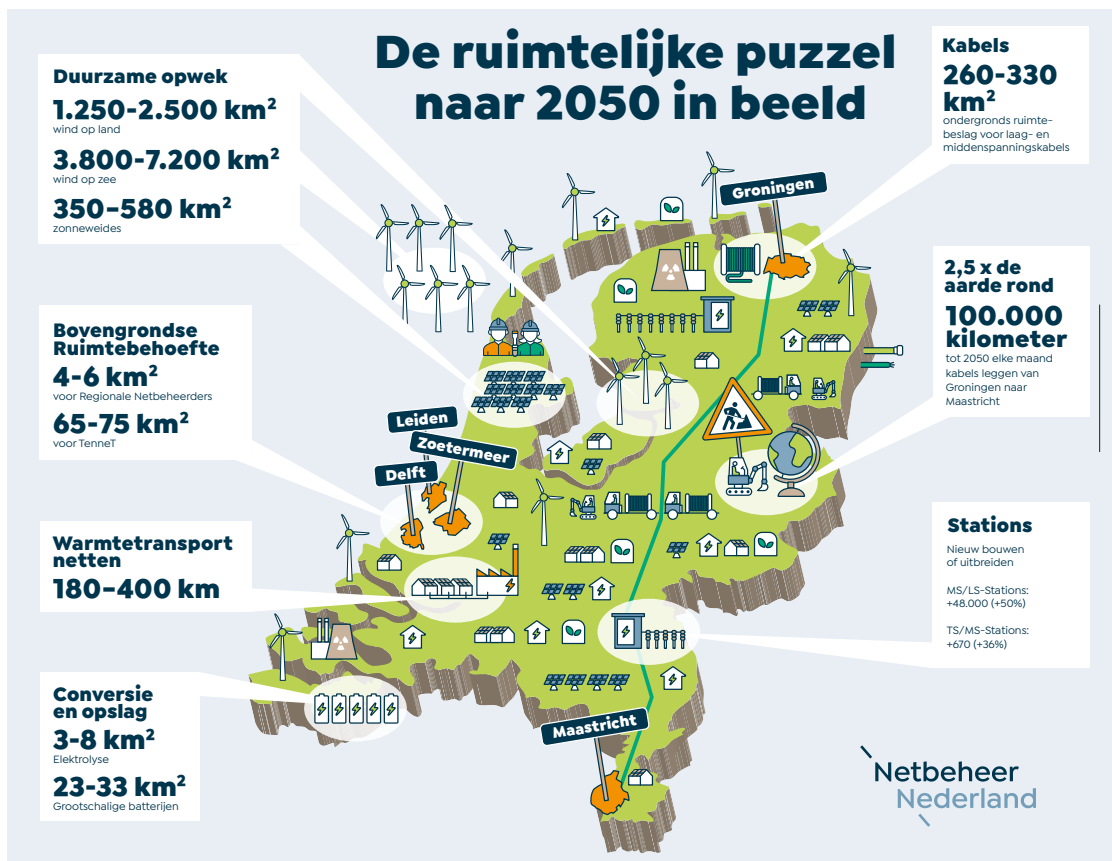 De ruimtelijke puzzel
naar 2050 in beeld
Duurzame opwek
1.250-2.500 km²
wind op land
3.800-7.200 km²
wind op zee
350-580 km²
zonneweides
Bovengrondse
Ruimtebehoefte
4-6 km²
voor Regionale Netbeheerders
65-75 km²
voor TenneT
Warmtetransport
netten
180-400 km
Conversie
en opslag
3-8 km²
Elektrolyse
23-33 km²
Grootschalige batterijen
Groningen
Leiden
Zoetermeer
Delft
Maastricht
Kabels
260-330
km²
ondergronds ruimte-
beslag voor laag- en
middenspanningskabels
2,5 x de
aarde rond
100.000
kilometer
tot 2050 elke maand
kabels leggen van
Groningen naar
Maastricht
Stations
Nieuw bouwen
of uitbreiden
MS/LS-Stations:
+48.000 (+50%)
TS/MS-Stations:
+670 (+36%)
Netbeheer
Nederland